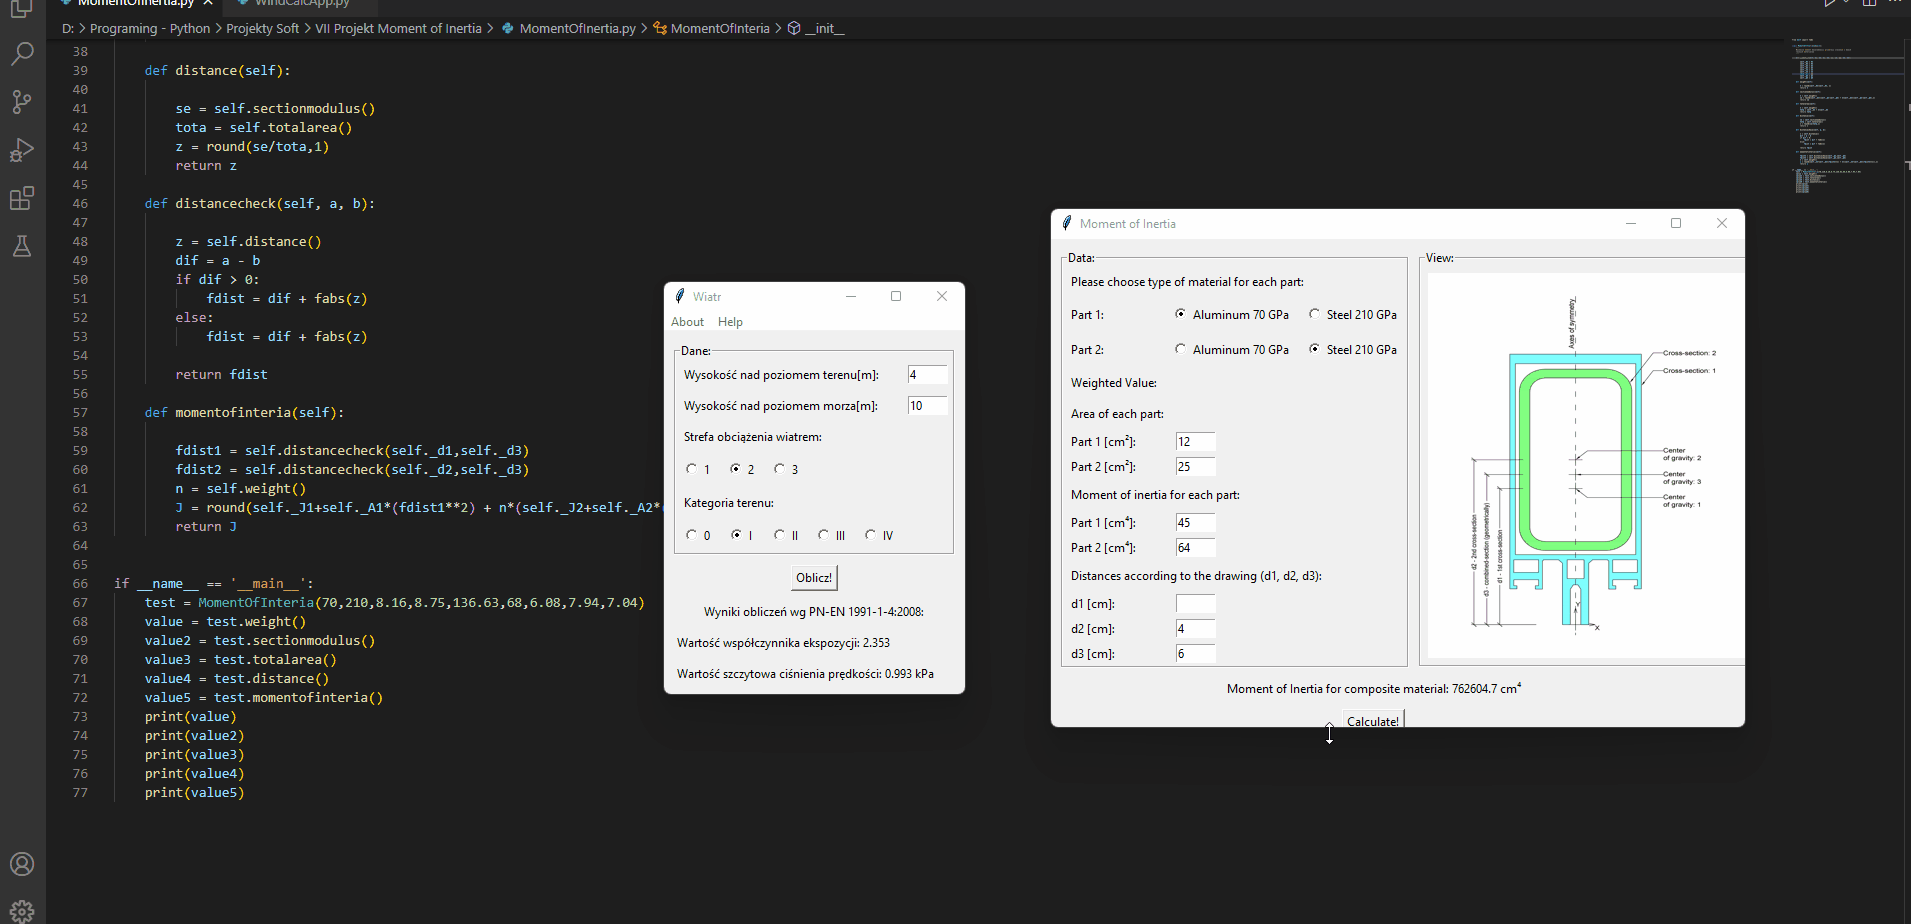 MomentOfInertia.py
WindCalcApp.py
D: > Programing - Python > Projekty Soft > VII Projekt Moment of Inertia > MomentOfInertia.py > MomentOfInteria > __init__
38
39 def distance(self):
40
41 se = self.sectionmodulus()
42 tota = self.totalarea()
43 z = round(se/tota,1)
44 return z
45
46 def distancecheck(self, a, b):
47
48 z = self.distance()
49 dif = a - b
50 if dif > 0:
51 fdist = dif + fabs(z)
52 else:
53 fdist = dif + fabs(z)
54
55 return fdist
56
57 def momentofinteria(self):
58
59 fdist1 = self.distancecheck(self._d1,self._d3)
60 fdist2 = self.distancecheck(self._d2,self._d3)
61 n = self.weight()
62 J = round(self._J1+self._A1*(fdist1**2) + n*(self._J2+self._A2*
63 return J
64
65
66 if __name__ == '__main__':
67 test = MomentOfInteria(70,210,8.16,8.75,136.63,68,6.08,7.94,7.04)
68 value = test.weight()
69 value2 = test.sectionmodulus()
70 value3 = test.totalarea()
71 value4 = test.distance()
72 value5 = test.momentofinteria()
73 print(value)
74 print(value2)
75 print(value3)
76 print(value4)
77 print(value5)
Wiatr
About Help
Dane:
Wysokość nad poziomem terenu[m]: 4
Wysokość nad poziomem morza[m]: 10
Strefa obciążenia wiatrem:
1 2 3
Kategoria terenu:
0 I II III IV
Oblicz!
Wyniki obliczeń wg PN-EN 1991-1-4:2008:
Wartość współczynnika ekspozycji: 2.353
Wartość szczytowa ciśnienia prędkości: 0.993 kPa
Moment of Inertia
Data:
Please choose type of material for each part:
Part 1: Aluminum 70 GPa Steel 210 GPa
Part 2: Aluminum 70 GPa Steel 210 GPa
Weighted Value:
Area of each part:
Part 1 [cm²]: 12
Part 2 [cm²]: 25
Moment of inertia for each part:
Part 1 [cm⁴]: 45
Part 2 [cm⁴]: 64
Distances according to the drawing (d1, d2, d3):
d1 [cm]:
d2 [cm]: 4
d3 [cm]: 6
View:
Axes of symmetry
Cross-section: 2
Cross-section: 1
Center
of gravity: 2
Center
of gravity: 3
Center
of gravity: 1
d2 - 2nd cross-section
d3 - combined section (geometrically)
d1 - 1st cross-section
Y
X
Moment of Inertia for composite material: 762604.7 cm⁴
Calculate!